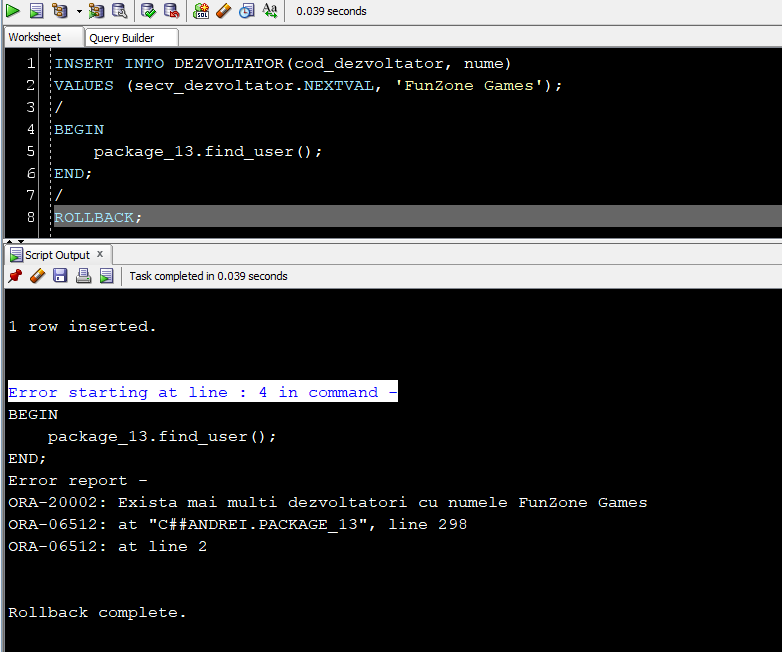 0.039 seconds
Worksheet Query Builder
1 INSERT INTO DEZVOLTATOR(cod_dezvoltator, nume)
2 VALUES (secv_dezvoltator.NEXTVAL, 'FunZone Games');
3 /
4 BEGIN
5 package_13.find_user();
6 END;
7 /
8 ROLLBACK;
Script Output x
Task completed in 0.039 seconds
1 row inserted.
Error starting at line : 4 in command -
BEGIN
package_13.find_user();
END;
Error report -
ORA-20002: Exista mai multi dezvoltatori cu numele FunZone Games
ORA-06512: at "C##ANDREI.PACKAGE_13", line 298
ORA-06512: at line 2
Rollback complete.